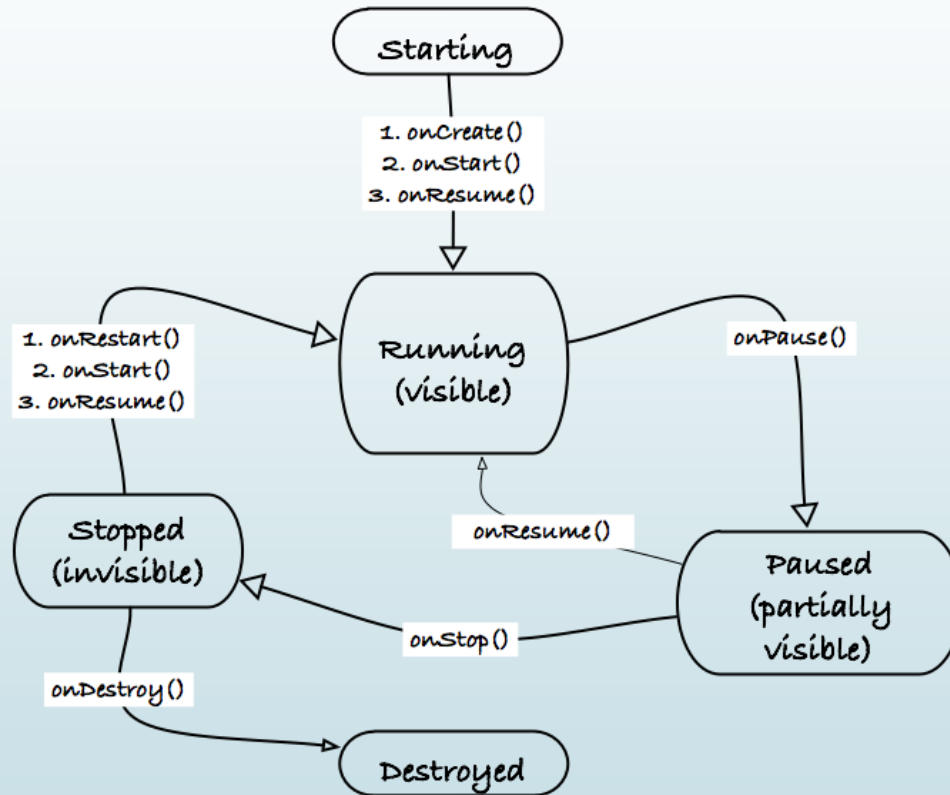 Starting
1. onCreate()
2. onStart()
3. onResume()
Running
(visible)
onPause()
1. onRestart()
2. onStart()
3. onResume()
onResume()
Stopped
(invisible)
Paused
(partially
visible)
onStop()
onDestroy()
Destroyed